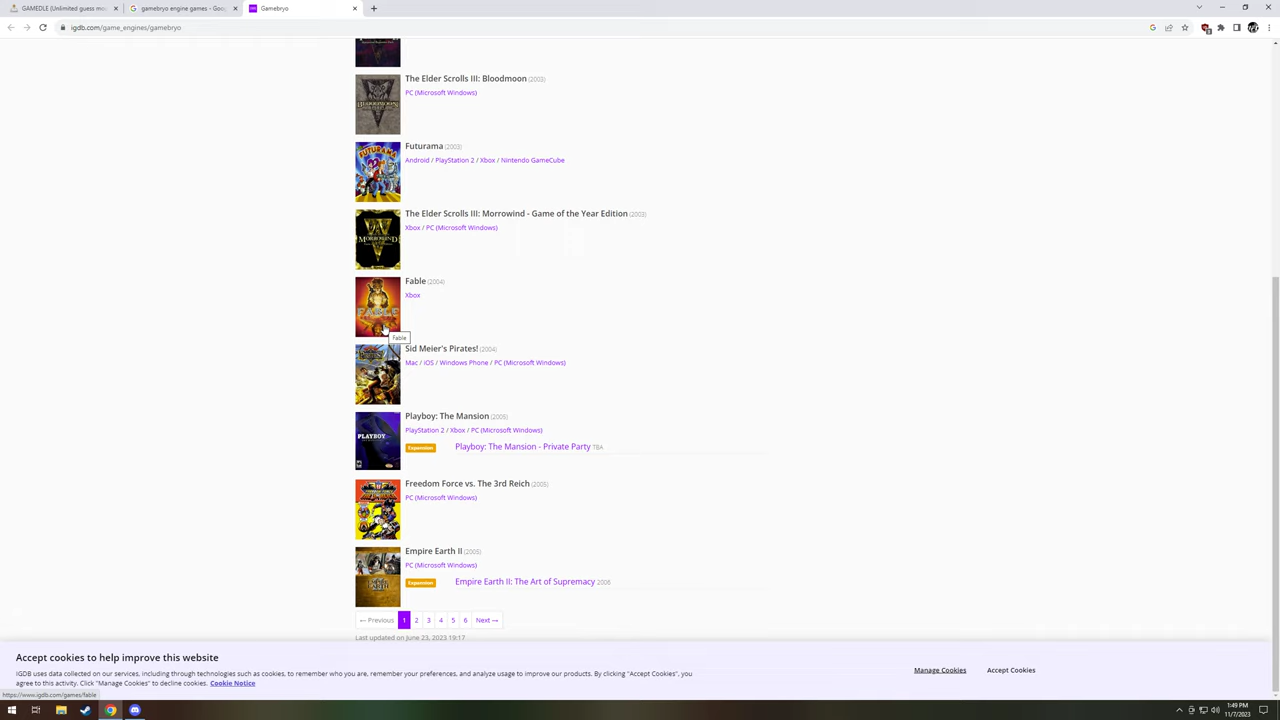 GAMEDLE (Unlimited guess mo
gamebryo engine games - Goo
Gamebryo
igdb.com/game_engines/gamebryo
The Elder Scrolls III: Bloodmoon (2003)
PC (Microsoft Windows)
Futurama (2003)
Android / PlayStation 2 / Xbox / Nintendo GameCube
The Elder Scrolls III: Morrowind - Game of the Year Edition (2003)
Xbox / PC (Microsoft Windows)
MORROWIND
Fable (2004)
Xbox
FABLE
Fable
Sid Meier's Pirates! (2004)
Mac / iOS / Windows Phone / PC (Microsoft Windows)
Playboy: The Mansion (2005)
PlayStation 2 / Xbox / PC (Microsoft Windows)
PLAYBOY
Expansion Playboy: The Mansion - Private Party TBA
Freedom Force vs. The 3rd Reich (2005)
PC (Microsoft Windows)
Empire Earth II (2005)
PC (Microsoft Windows)
Expansion Empire Earth II: The Art of Supremacy 2006
← Previous 1 2 3 4 5 6 Next →
Last updated on June 23, 2023 19:17
Accept cookies to help improve this website
IGDB uses data collected on our services, including through technologies such as cookies, to remember who you are, remember your preferences, and analyze usage to improve our products. By clicking "Accept Cookies", you
agree to this activity. Click "Manage Cookies" to decline cookies. Cookie Notice
Manage Cookies
Accept Cookies
https://www.igdb.com/games/fable
1:49 PM
11/7/2023